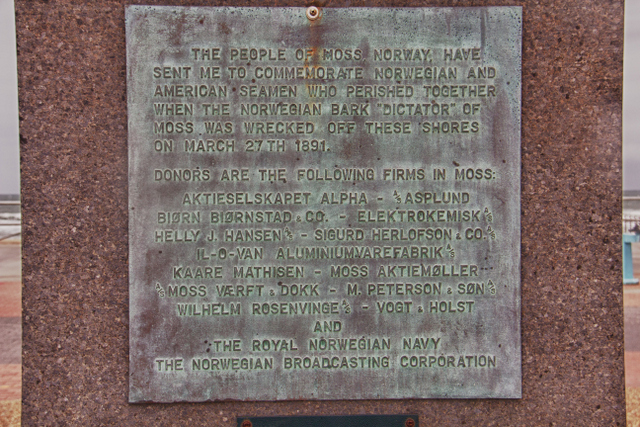 THE PEOPLE OF MOSS, NORWAY, HAVE
SENT ME TO COMMEMORATE NORWEGIAN AND
AMERICAN SEAMEN WHO PERISHED TOGETHER
WHEN THE NORWEGIAN BARK "DICTATOR" OF
MOSS WAS WRECKED OFF THESE SHORES
ON MARCH 27TH 1891.
DONORS ARE THE FOLLOWING FIRMS IN MOSS:
AKTIESELSKAPET ALPHA - A/S ASPLUND
BIØRN BIØRNSTAD & CO. - ELEKTROKEMISK A/S
HELLY J. HANSEN A/S - SIGURD HERLOFSON & CO. A/S
IL-O-VAN ALUMINIUMVAREFABRIK A/S
KAARE MATHISEN - MOSS AKTIEMØLLER
A/S MOSS VÆRFT & DOKK - M. PETERSON & SØN A/S
WILHELM ROSENVINGE A/S - VOGT & HOLST
AND
THE ROYAL NORWEGIAN NAVY
THE NORWEGIAN BROADCASTING CORPORATION